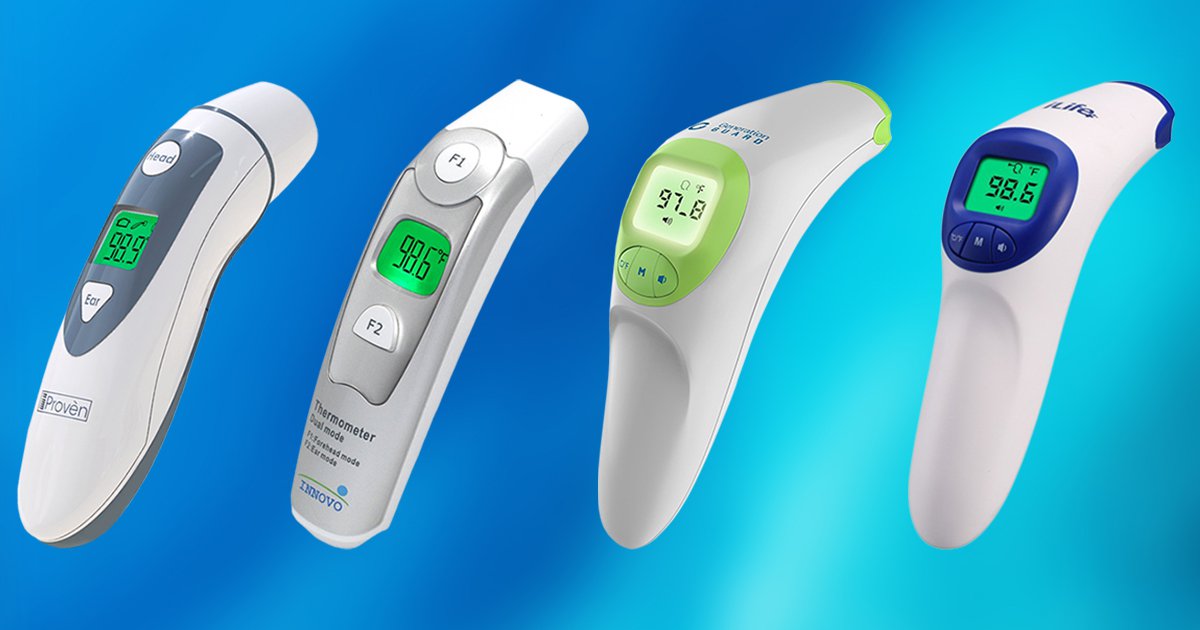 Head
98.9
Ear
iProvèn
F1
98.6 °F
F2
Thermometer
Dual mode
F1:Forehead mode
F2:Ear mode
INNOVO
Generation
GUARD
°F
97.8
°C/°F
M
iLife
°F
98.6
°C/°F
M